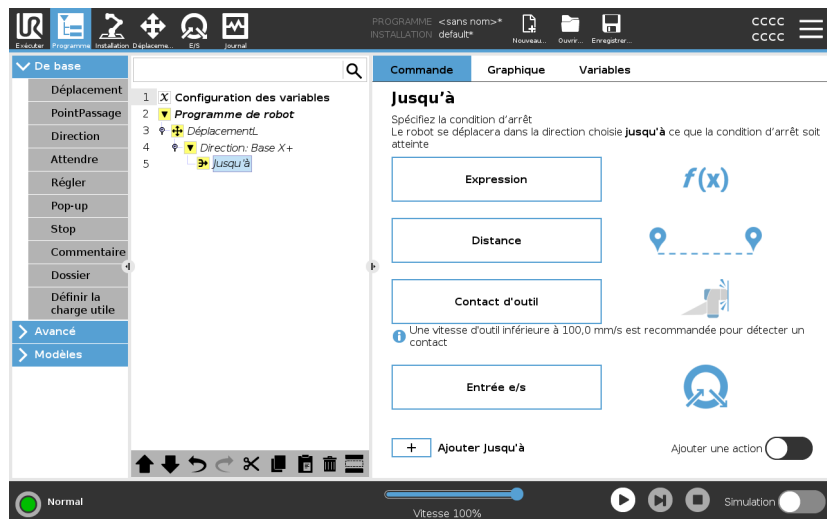 PROGRAMME <sans nom>*
INSTALLATION default*
Exécuter
Programme
Installation
Déplaceme...
E/S
Journal
Nouveau...
Ouvrir...
Enregistrer...
cccc
cccc
De base
Déplacement
PointPassage
Direction
Attendre
Régler
Pop-up
Stop
Commentaire
Dossier
Définir la
charge utile
Avancé
Modèles
1 X Configuration des variables
2 Programme de robot
3 DéplacementL
4 Direction: Base X+
5 Jusqu'à
Commande
Graphique
Variables
Jusqu'à
Spécifiez la condition d'arrêt
Le robot se déplacera dans la direction choisie jusqu'à ce que la condition d'arrêt soit
atteinte
Expression
f(x)
Distance
Contact d'outil
Une vitesse d'outil inférieure à 100,0 mm/s est recommandée pour détecter un
contact
Entrée e/s
+ Ajouter Jusqu'à
Ajouter une action
Normal
Vitesse 100%
Simulation